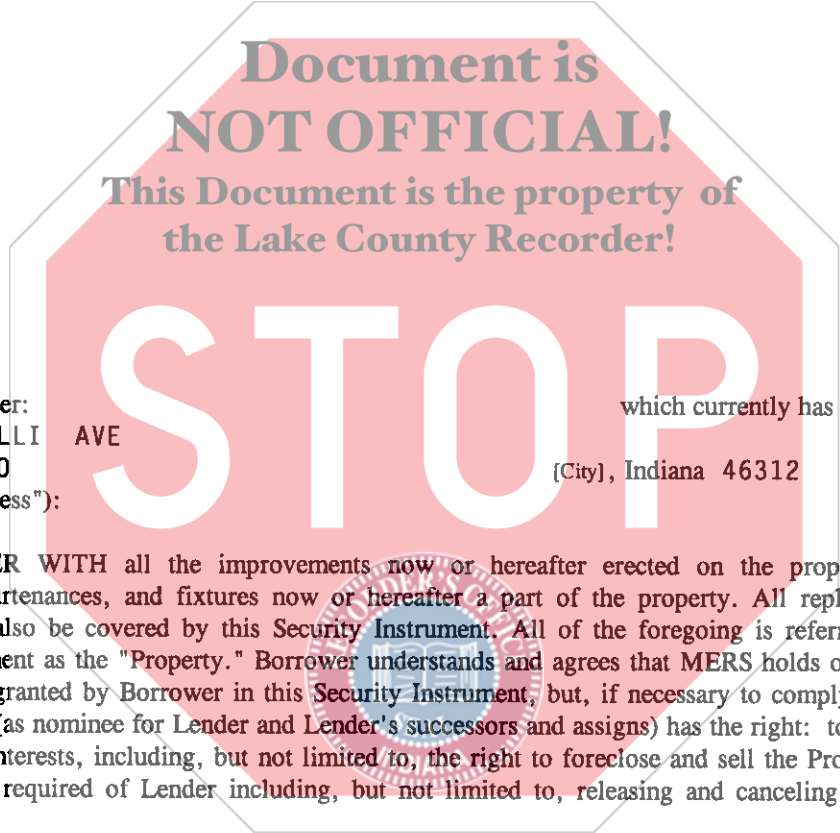 Document is
NOT OFFICIAL!
This Document is the property of
the Lake County Recorder!
STOP
er: which currently has
LLI AVE
O [City], Indiana 46312
ess"):
ER WITH all the improvements now or hereafter erected on the prop
rtenances, and fixtures now or hereafter a part of the property. All repl
also be covered by this Security Instrument. All of the foregoing is referr
ent as the "Property." Borrower understands and agrees that MERS holds o
granted by Borrower in this Security Instrument, but, if necessary to comply
(as nominee for Lender and Lender's successors and assigns) has the right: to
nterests, including, but not limited to, the right to foreclose and sell the Pro
required of Lender including, but not limited to, releasing and canceling